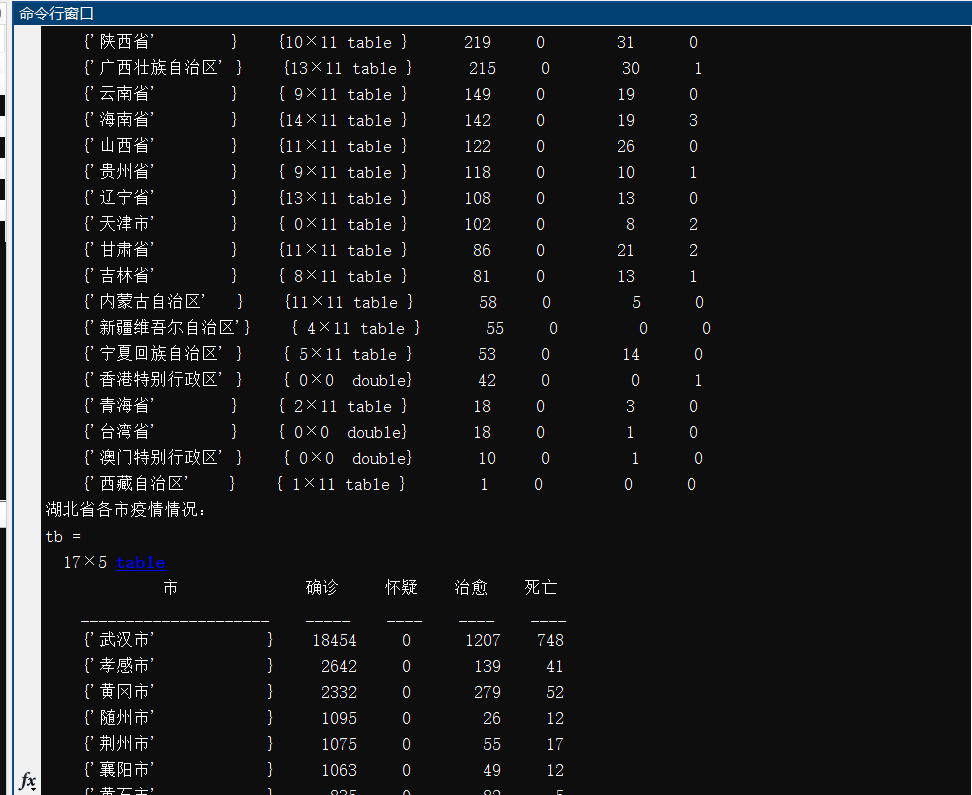 命令行窗口
{'陕西省' } {10×11 table } 219 0 31 0
{'广西壮族自治区' } {13×11 table } 215 0 30 1
{'云南省' } { 9×11 table } 149 0 19 0
{'海南省' } {14×11 table } 142 0 19 3
{'山西省' } {11×11 table } 122 0 26 0
{'贵州省' } { 9×11 table } 118 0 10 1
{'辽宁省' } {13×11 table } 108 0 13 0
{'天津市' } { 0×11 table } 102 0 8 2
{'甘肃省' } {11×11 table } 86 0 21 2
{'吉林省' } { 8×11 table } 81 0 13 1
{'内蒙古自治区' } {11×11 table } 58 0 5 0
{'新疆维吾尔自治区'} { 4×11 table } 55 0 0 0
{'宁夏回族自治区' } { 5×11 table } 53 0 14 0
{'香港特别行政区' } { 0×0 double} 42 0 0 1
{'青海省' } { 2×11 table } 18 0 3 0
{'台湾省' } { 0×0 double} 18 0 1 0
{'澳门特别行政区' } { 0×0 double} 10 0 1 0
{'西藏自治区' } { 1×11 table } 1 0 0 0
湖北省各市疫情情况:
tb =
17×5 table
市 确诊 怀疑 治愈 死亡
{'武汉市' } 18454 0 1207 748
{'孝感市' } 2642 0 139 41
{'黄冈市' } 2332 0 279 52
{'随州市' } 1095 0 26 12
{'荆州市' } 1075 0 55 17
{'襄阳市' } 1063 0 49 12
fx